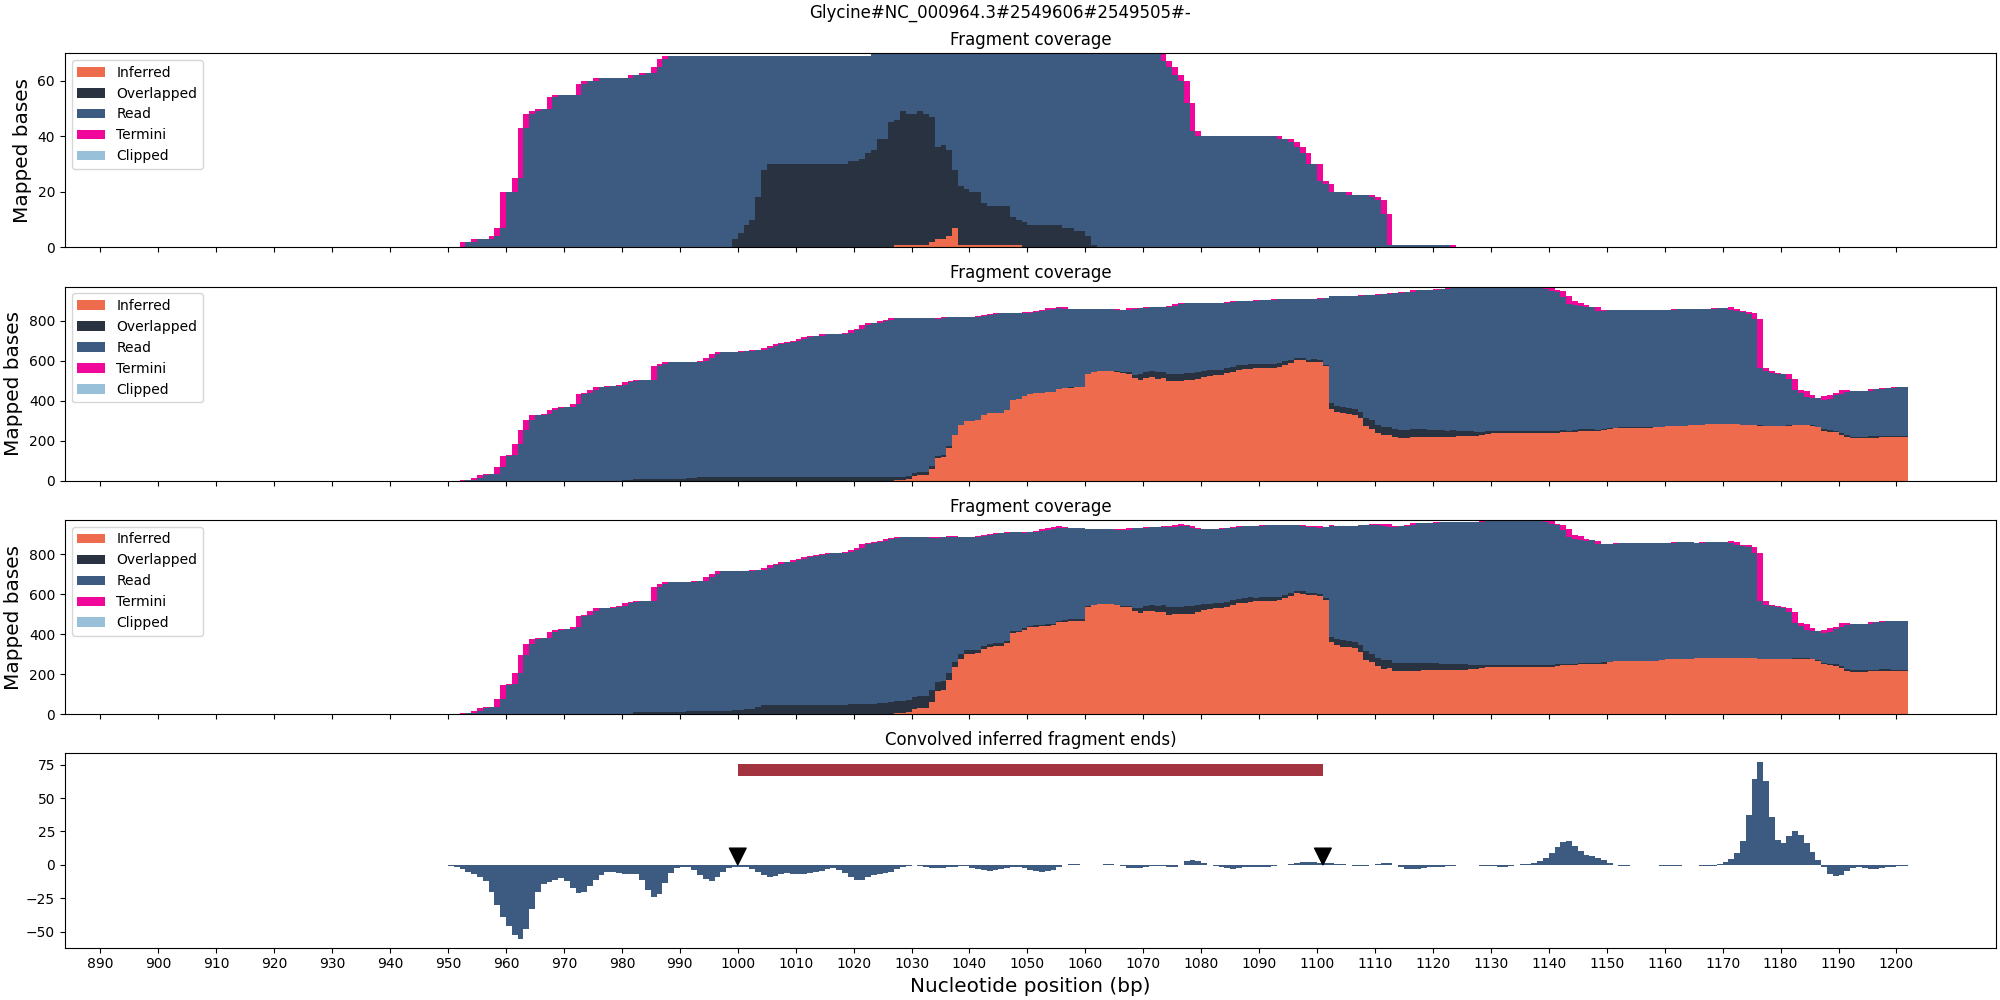 Glycine#NC_000964.3#2549606#2549505#-
Fragment coverage
Mapped bases
60
40
20
0
Inferred
Overlapped
Read
Termini
Clipped
Fragment coverage
Mapped bases
800
600
400
200
0
Inferred
Overlapped
Read
Termini
Clipped
Fragment coverage
Mapped bases
800
600
400
200
0
Inferred
Overlapped
Read
Termini
Clipped
Convolved inferred fragment ends)
75
50
25
0
−25
−50
890 900 910 920 930 940 950 960 970 980 990 1000 1010 1020 1030 1040 1050 1060 1070 1080 1090 1100 1110 1120 1130 1140 1150 1160 1170 1180 1190 1200
Nucleotide position (bp)